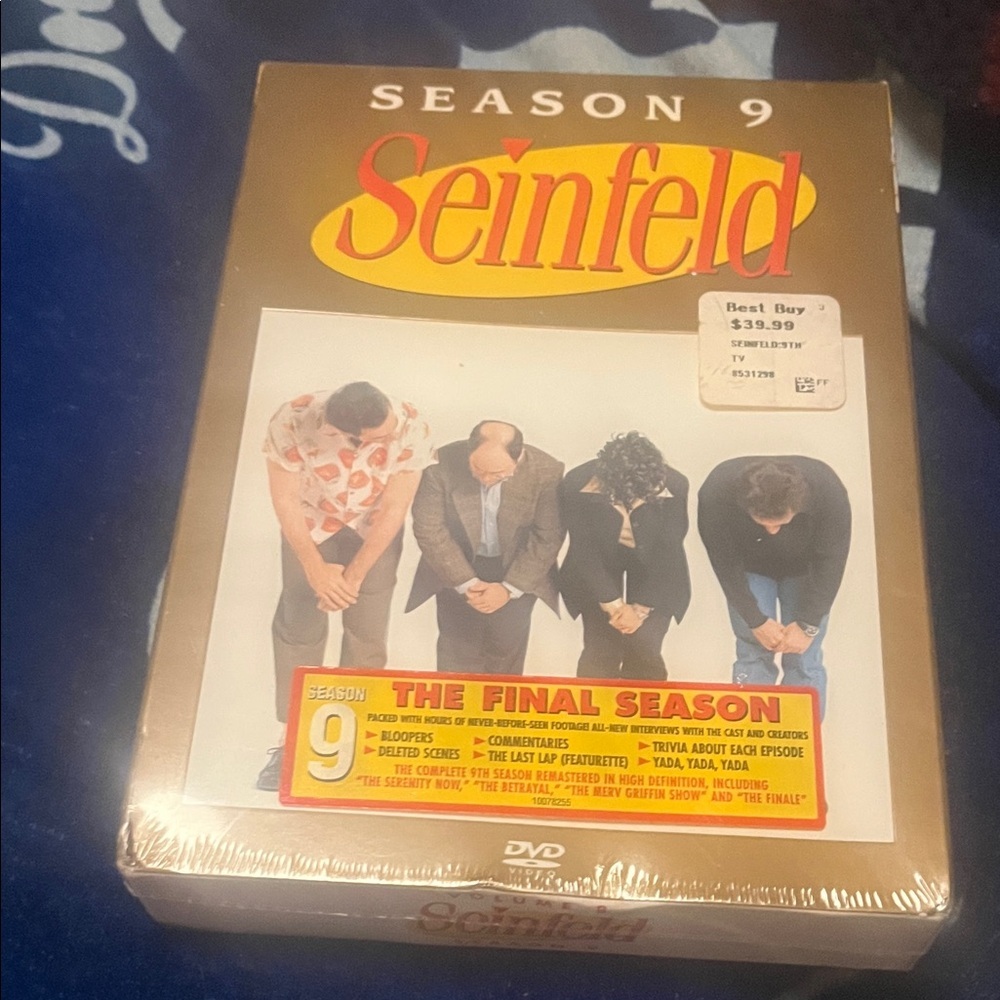 SEASON 9
Seinfeld
Best Buy
$39.99
SEINFELD:9TH
TV
8531298
FF
SEASON
9
THE FINAL SEASON
PACKED WITH HOURS OF NEVER-BEFORE-SEEN FOOTAGE! ALL-NEW INTERVIEWS WITH THE CAST AND CREATORS
▶ BLOOPERS ▶ COMMENTARIES ▶ TRIVIA ABOUT EACH EPISODE
▶ DELETED SCENES ▶ THE LAST LAP (FEATURETTE) ▶ YADA, YADA, YADA
THE COMPLETE 9TH SEASON REMASTERED IN HIGH DEFINITION, INCLUDING
"THE SERENITY NOW," "THE BETRAYAL," "THE MERV GRIFFIN SHOW" AND "THE FINALE"
10078255
DVD
VIDEO
VOLUME 9
Seinfeld